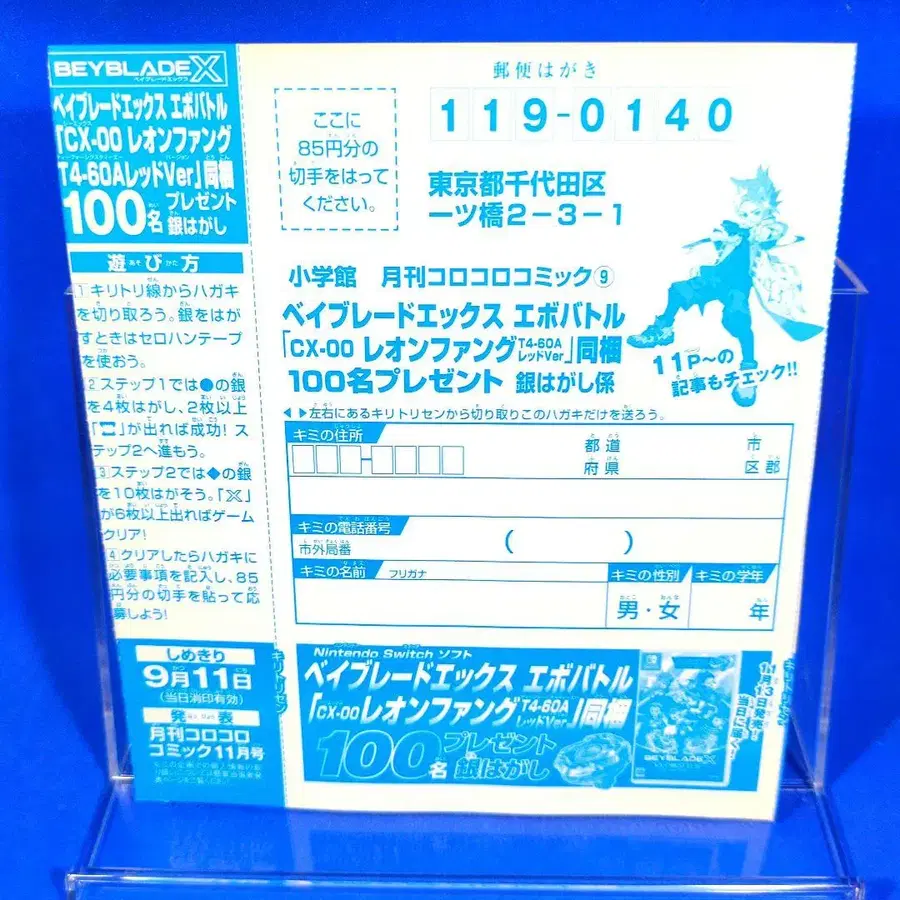 BEYBLADE X
ベイブレードエックス
ベイブレードエックス エボバトル
「CX-00 レオンファング
T4-60AレッドVer」同梱
100名 プレゼント
銀はがし
遊び方
1 キリトリ線からハガキ
を切り取ろう。銀をはが
すときはセロハンテープ
を使おう。
2 ステップ1では●の銀
を4枚はがし、2枚以上
「」が出れば成功! ス
テップ2へ進もう。
3 ステップ2では◆の銀
を10枚はがそう。「X」
が6枚以上出ればゲーム
クリア!
4 クリアしたらハガキに
必要事項を記入し、85
円分の切手を貼って応
募しよう!
しめきり
9月11日
(当日消印有効)
発表
月刊コロコロ
コミック11月号
キリトリセン
郵便はがき
119-0140
ここに
85円分の
切手をはって
ください。
東京都千代田区
一ツ橋2-3-1
小学館 月刊コロコロコミック⑨
ベイブレードエックス エボバトル
「CX-00 レオンファング T4-60A レッドVer」同梱
100名プレゼント 銀はがし係
11P〜の
記事もチェック!!
◀▶左右にあるキリトリセンから切り取りこのハガキだけを送ろう。
キミの住所
都道
府県
市
区郡
キミの電話番号
市外局番 ( )
キミの名前 フリガナ
キミの性別
男・女
キミの学年
年
Nintendo Switch ソフト
ベイブレードエックス エボバトル
「CX-00 レオンファング T4-60A レッドVer」同梱
100名 プレゼント
銀はがし
BEYBLADE X
11月13日発売!
当日に届く!
キリトリセン